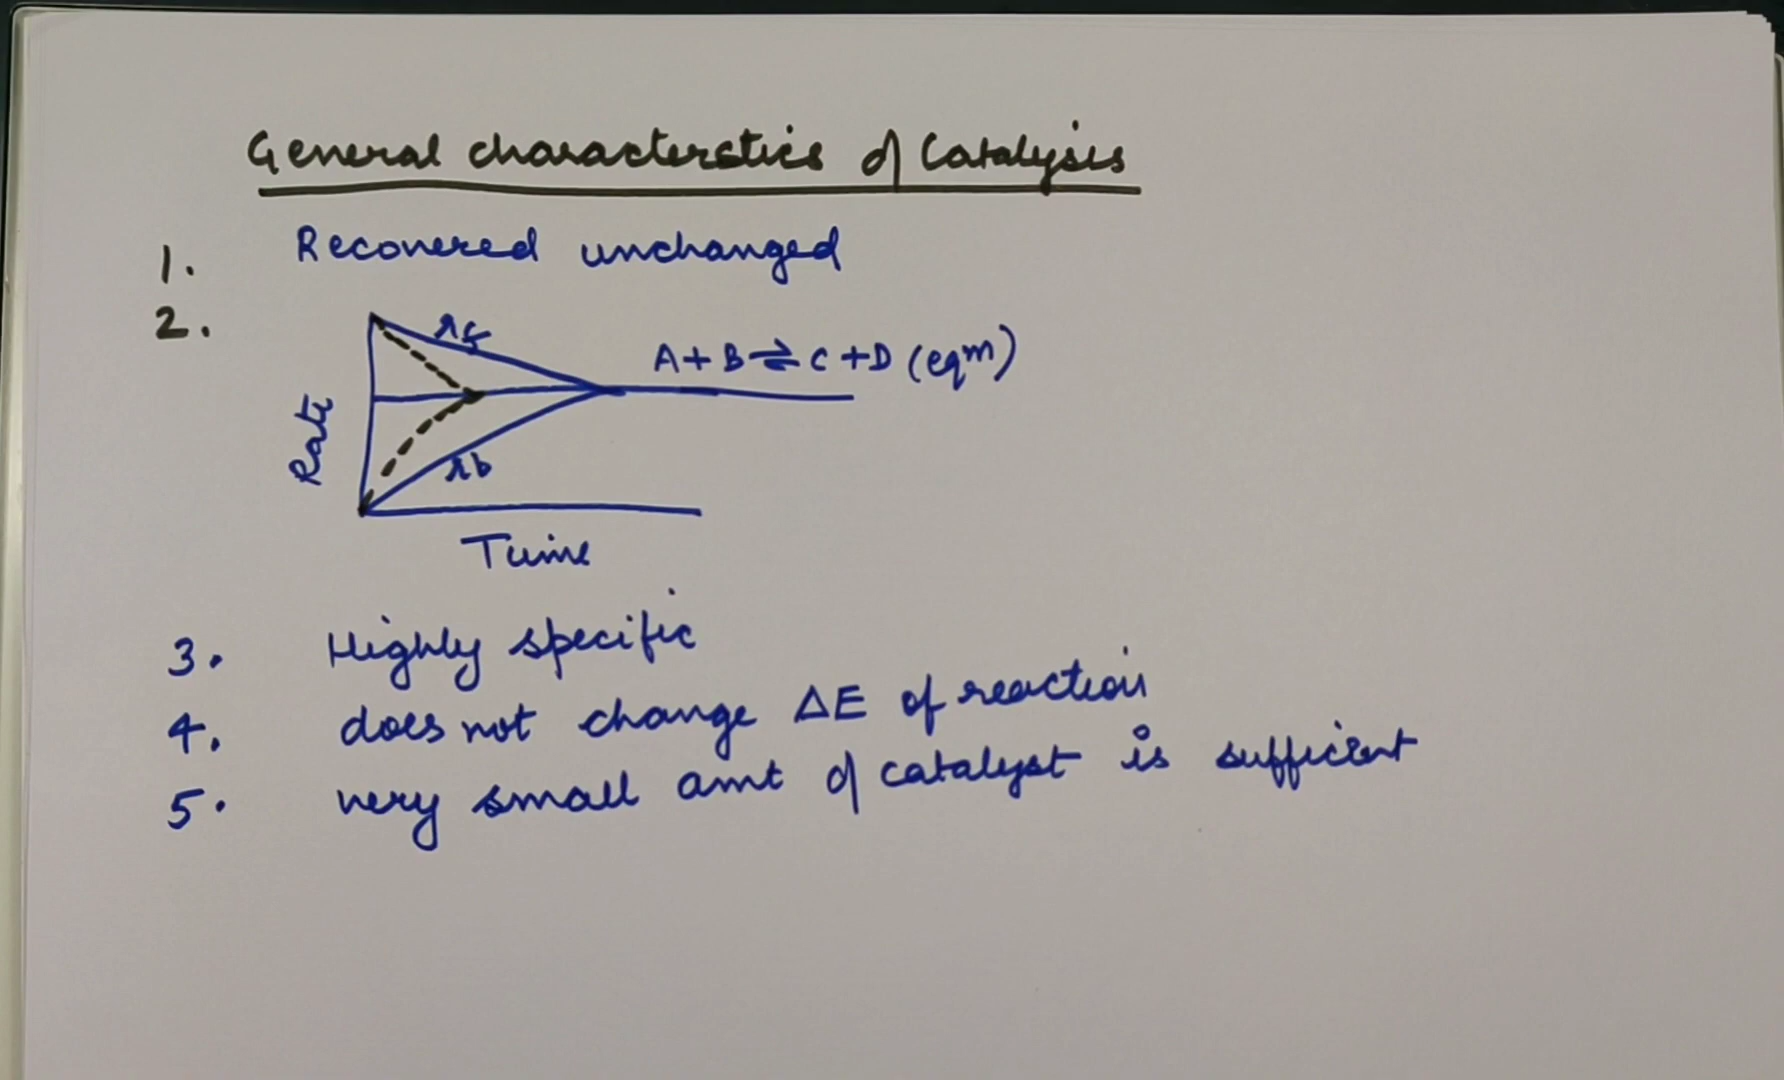 General characterstics of Catalysis
1. Recovered unchanged
2.
rf
A + B ⇌ C + D (eqm)
Rate
rb
Time
3. Highly specific
4. does not change ΔE of reaction
5. very small amt of catalyst is sufficient